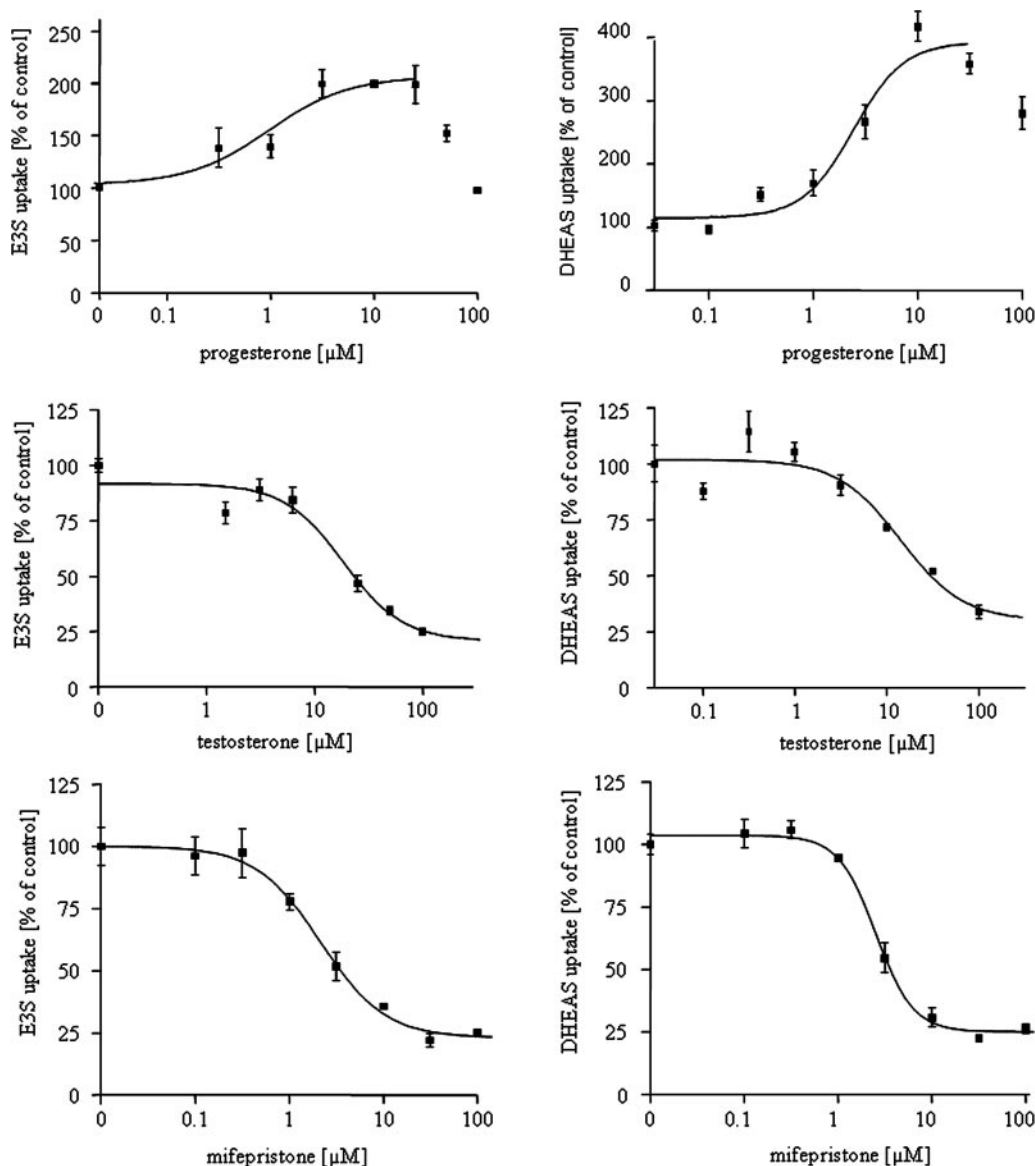 E3S uptake [% of control]
250
200
150
100
50
0
0 0.1 1 10 100
progesterone [µM]
DHEAS uptake [% of control]
400
300
200
100
0
0.1 1 10 100
progesterone [µM]
E3S uptake [% of control]
125
100
75
50
25
0
0 1 10 100
testosterone [µM]
DHEAS uptake [% of control]
125
100
75
50
25
0
0.1 1 10 100
testosterone [µM]
E3S uptake [% of control]
125
100
75
50
25
0
0 0.1 1 10 100
mifepristone [µM]
DHEAS uptake [% of control]
125
100
75
50
25
0
0 0.1 1 10 100
mifepristone [µM]